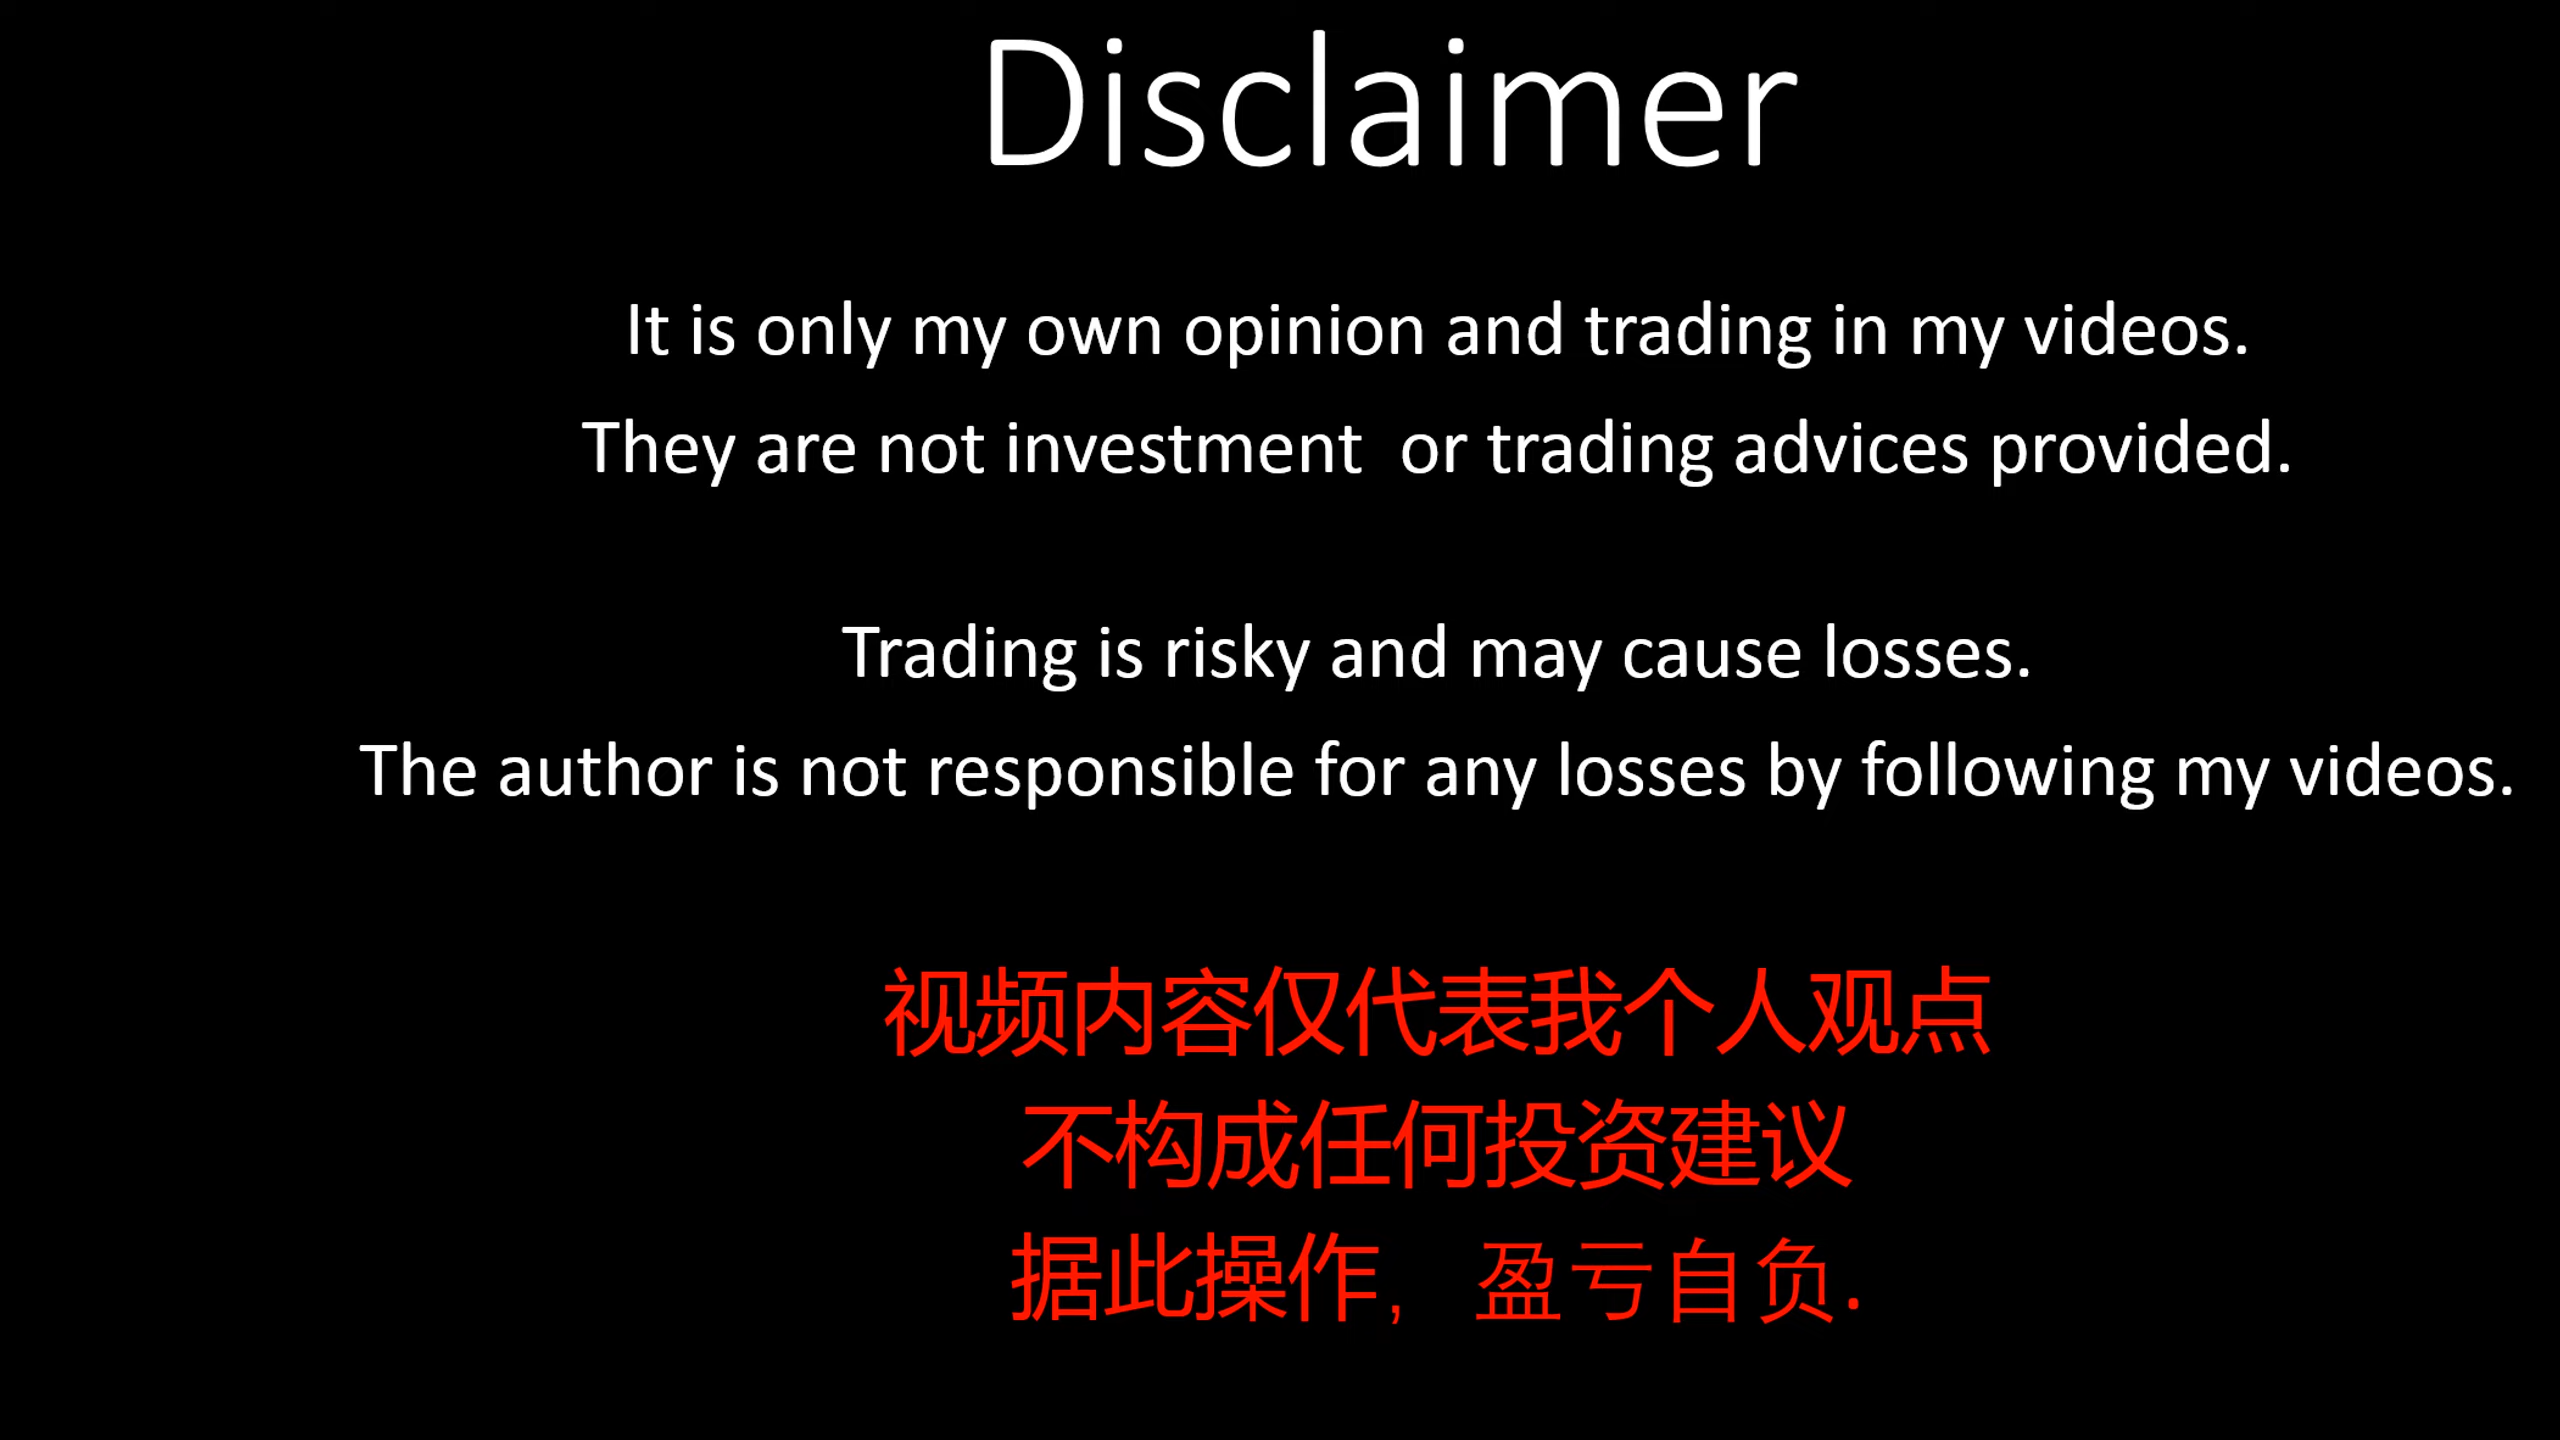 Disclaimer
It is only my own opinion and trading in my videos.
They are not investment  or trading advices provided.
Trading is risky and may cause losses.
The author is not responsible for any losses by following my videos.
视频内容仅代表我个人观点
不构成任何投资建议
据此操作，盈亏自负.